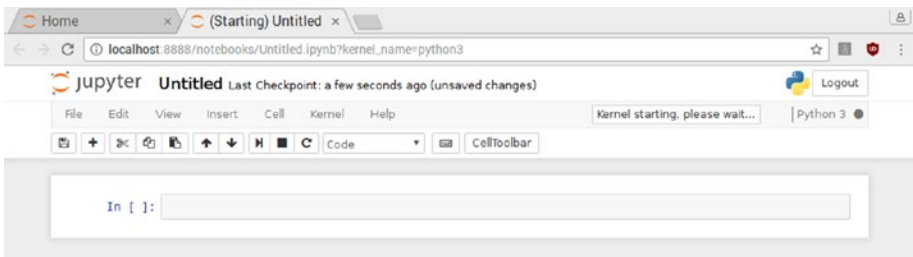 Home (Starting) Untitled
localhost:8888/notebooks/Untitled.ipynb?kernel_name=python3
jupyter Untitled Last Checkpoint: a few seconds ago (unsaved changes) Logout
File Edit View Insert Cell Kernel Help Kernel starting, please wait... Python 3
Code CellToolbar
In [ ]: